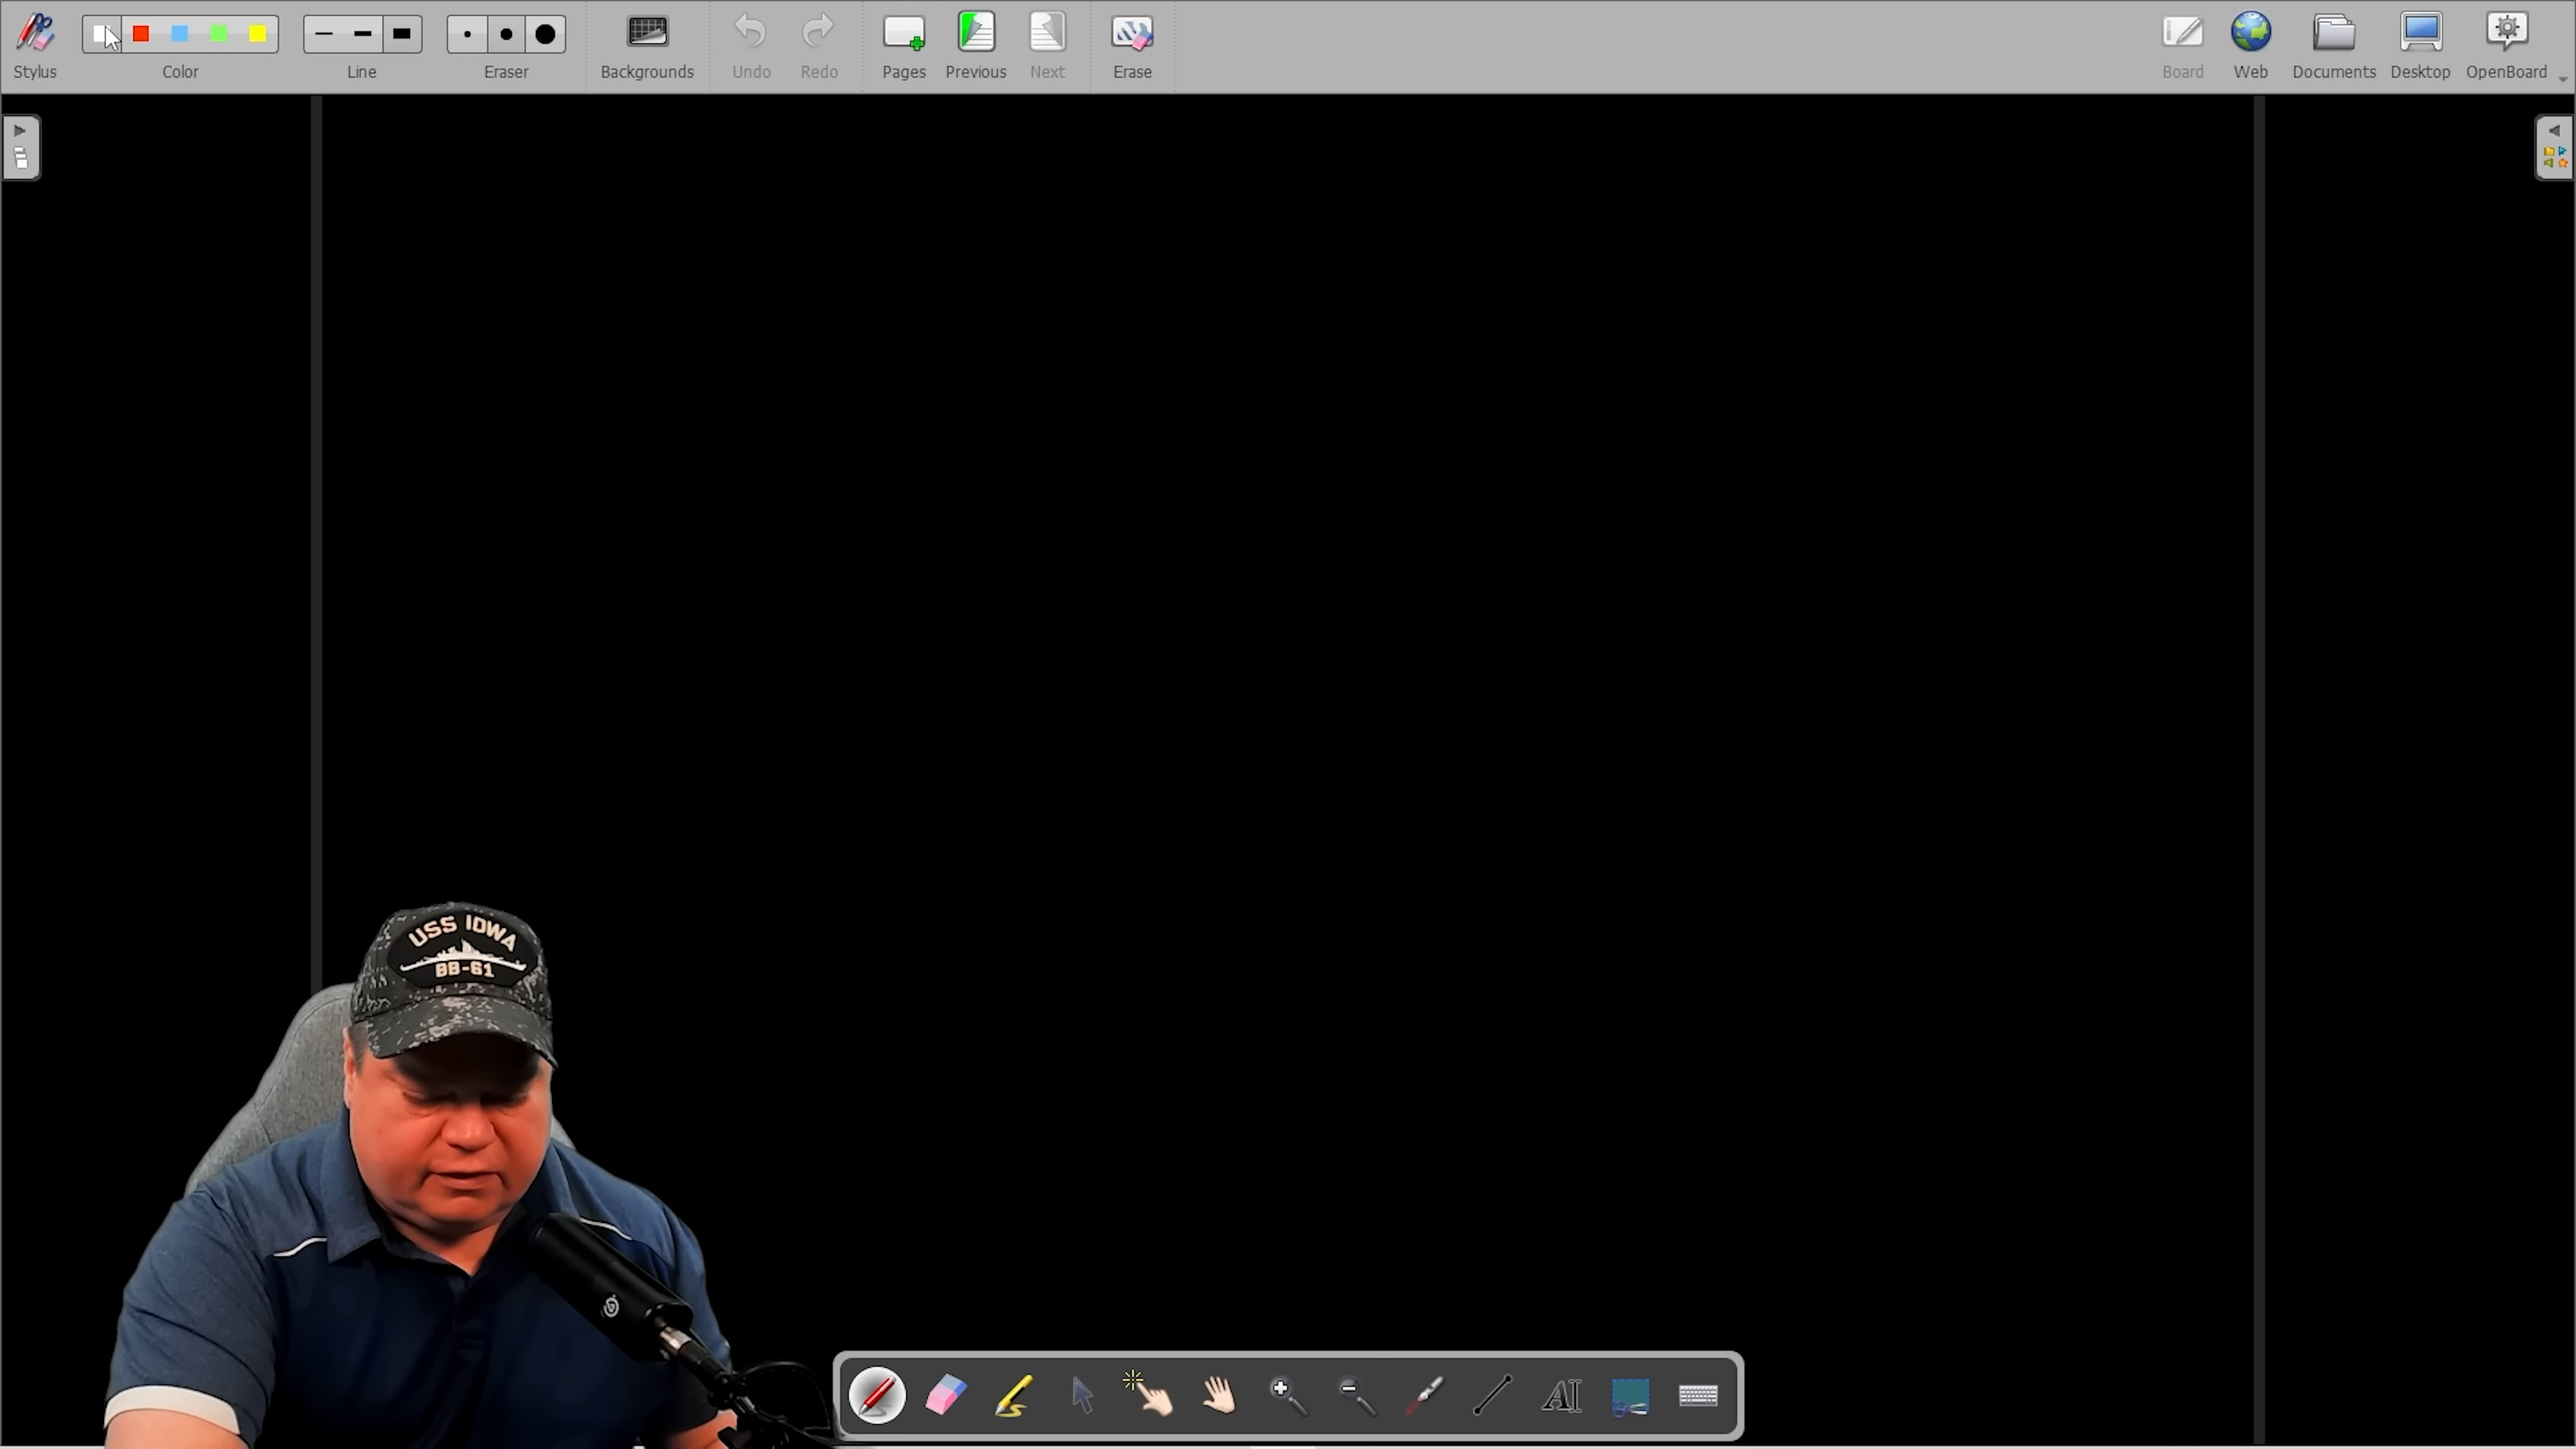 Stylus
Color
Line
Eraser
Backgrounds
Undo
Redo
Pages
Previous
Next
Erase
Board
Web
Documents
Desktop
OpenBoard
USS IOWA
BB-61
AI